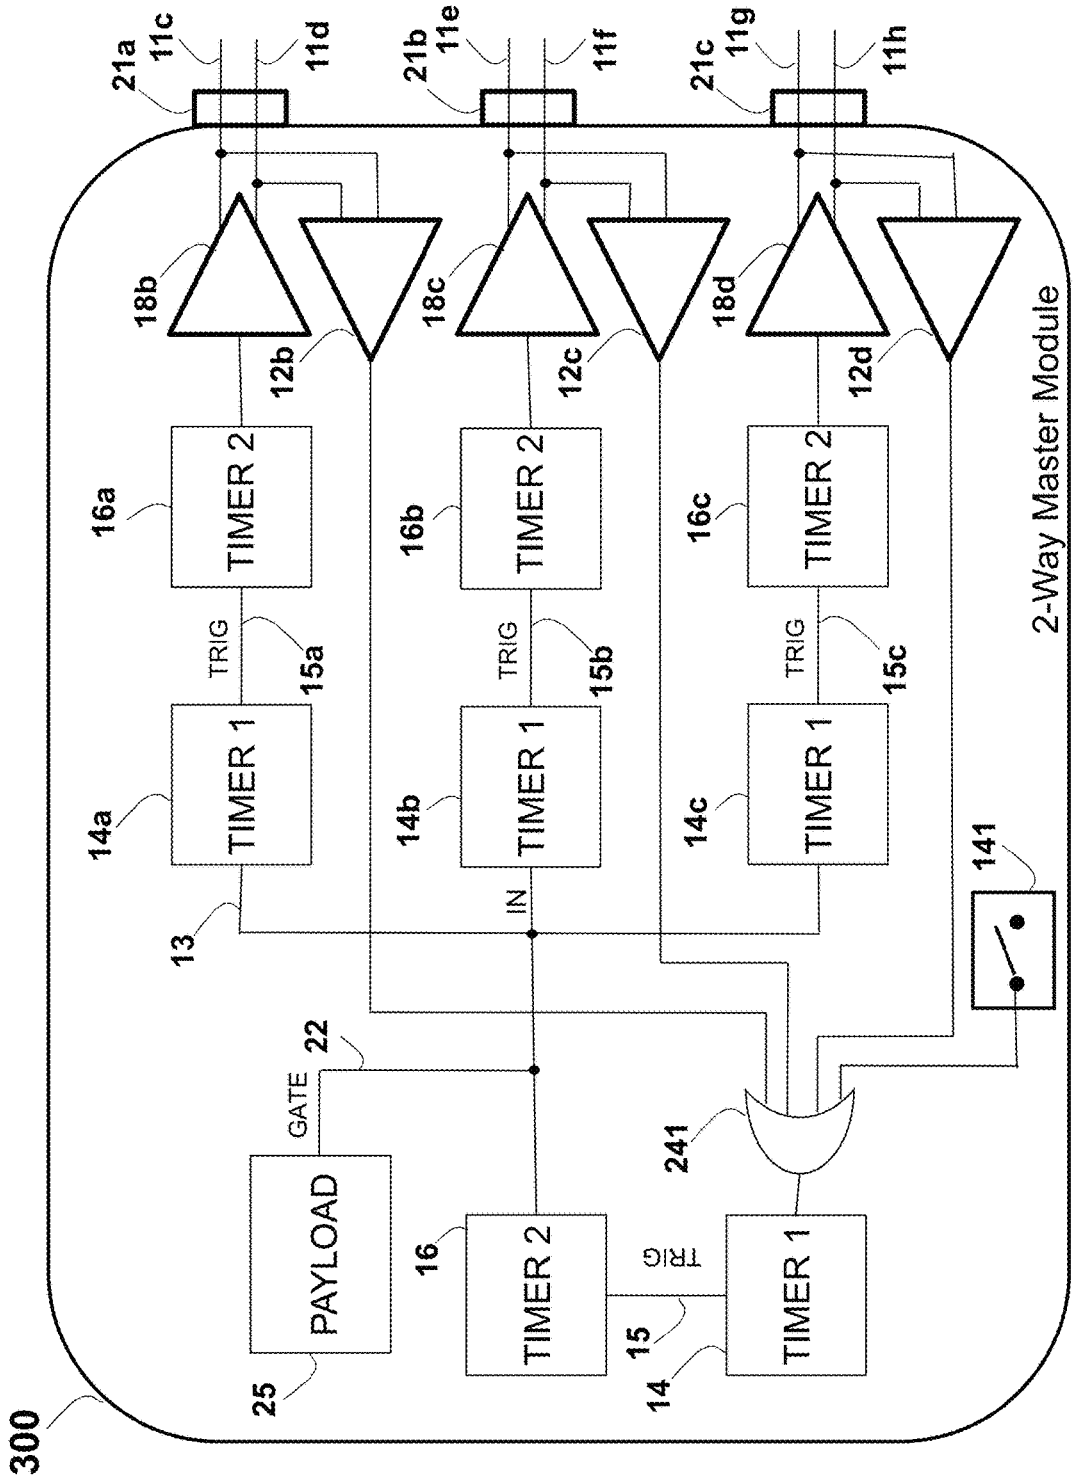 300
25
PAYLOAD
GATE
22
13
14a
TIMER 1
TRIG
15a
16a
TIMER 2
18b
12b
21a
11c
11d
16
TIMER 2
IN
14b
TIMER 1
TRIG
15b
16b
TIMER 2
18c
12c
21b
11e
11f
15
TRIG
14
TIMER 1
241
14c
TIMER 1
TRIG
15c
16c
TIMER 2
18d
12d
21c
11g
11h
141
2-Way Master Module